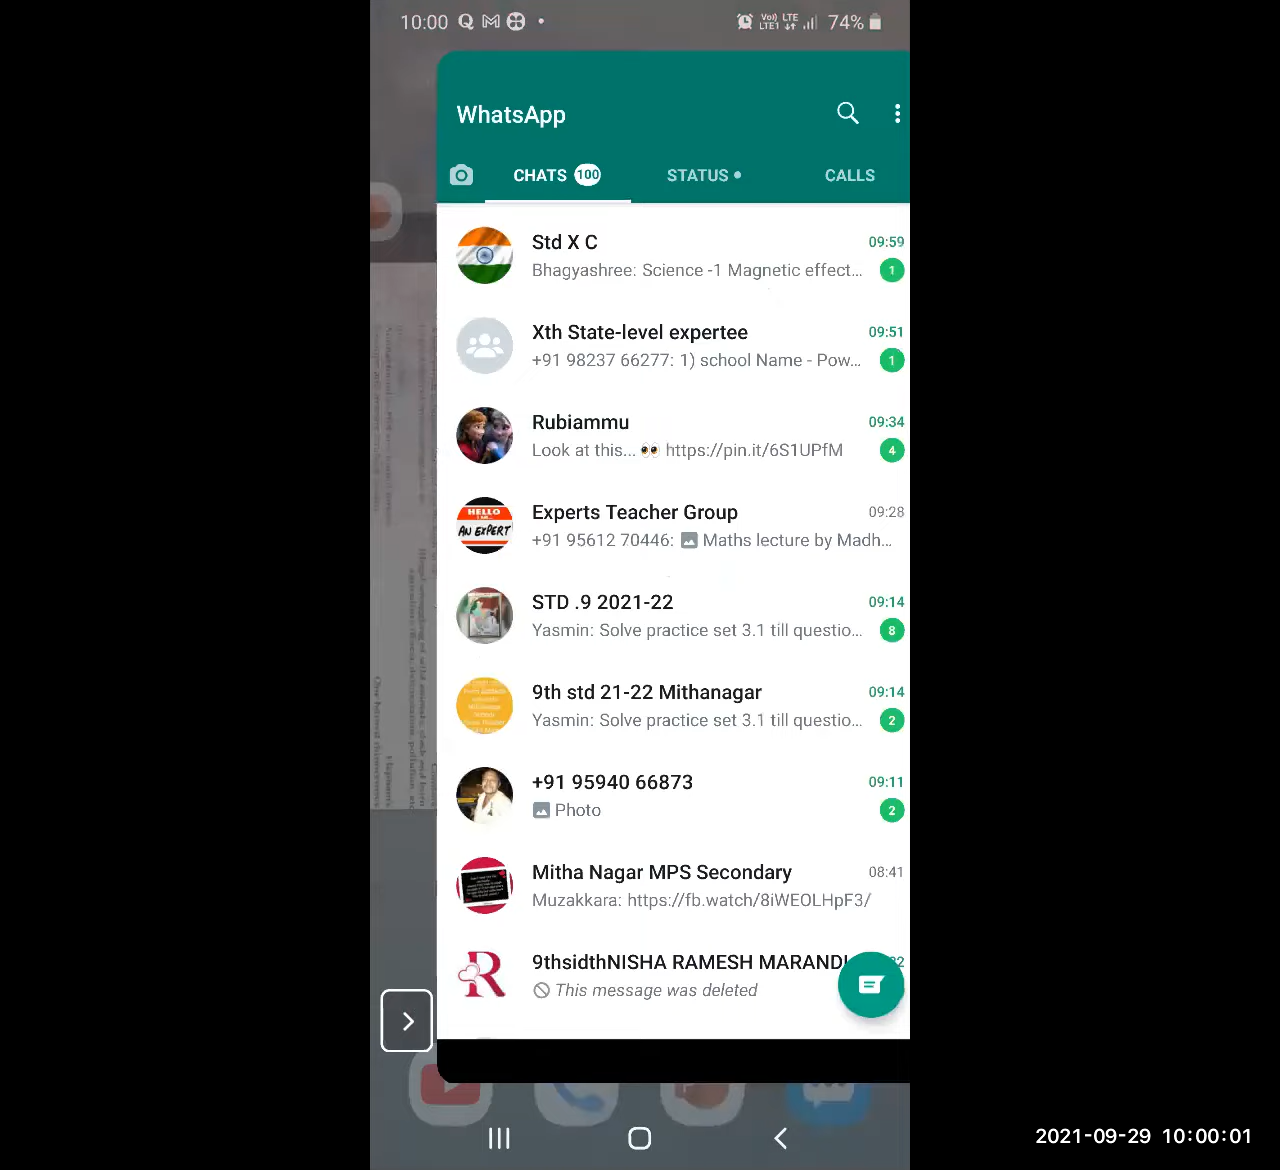 10:00
Vo) LTE
LTE1
74%
WhatsApp
CHATS 100
STATUS
CALLS
Std X C
09:59
Bhagyashree: Science -1 Magnetic effect...
1
Xth State-level expertee
09:51
+91 98237 66277: 1) school Name - Pow...
1
Rubiammu
09:34
Look at this... 👀 https://pin.it/6S1UPfM
4
HELLO
AN EXPERT
Experts Teacher Group
09:28
+91 95612 70446: Maths lecture by Madh...
STD .9 2021-22
09:14
Yasmin: Solve practice set 3.1 till questio...
8
9th std 21-22 Mithanagar
09:14
Yasmin: Solve practice set 3.1 till questio...
2
+91 95940 66873
09:11
Photo
2
Mitha Nagar MPS Secondary
08:41
Muzakkara: https://fb.watch/8iWEOLHpF3/
R
9thsidthNISHA RAMESH MARANDI
This message was deleted
2021-09-29 10:00:01